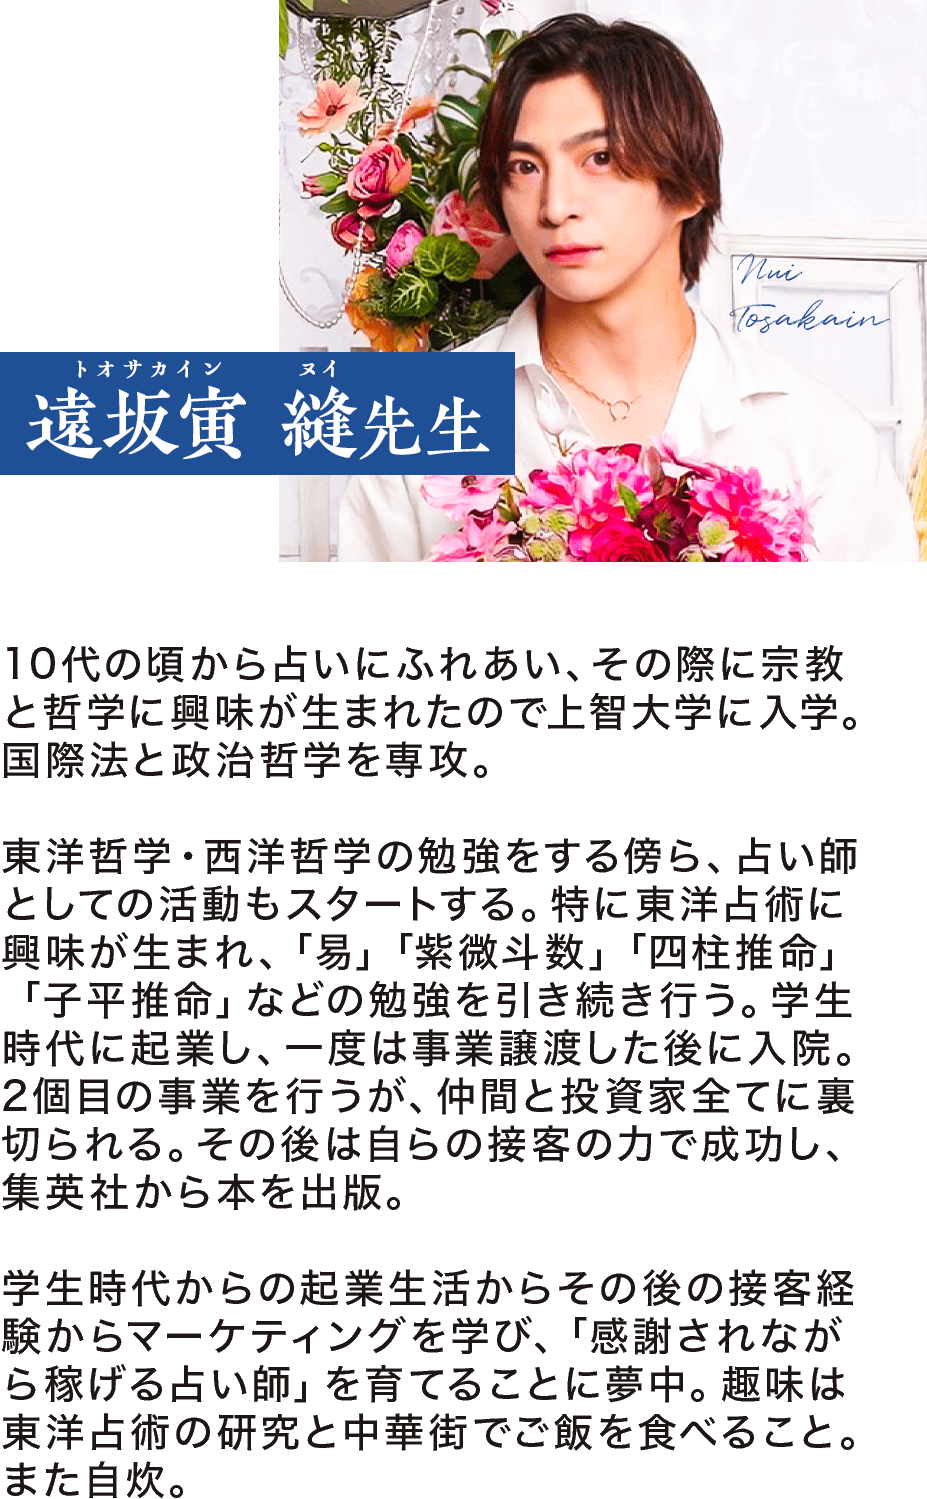 Nui
Tosakain
トオサカイン ヌイ
遠坂寅 縫先生
10代の頃から占いにふれあい、その際に宗教
と哲学に興味が生まれたので上智大学に入学。
国際法と政治哲学を専攻。
東洋哲学・西洋哲学の勉強をする傍ら、占い師
としての活動もスタートする。特に東洋占術に
興味が生まれ、「易」「紫微斗数」「四柱推命」
「子平推命」などの勉強を引き続き行う。学生
時代に起業し、一度は事業譲渡した後に入院。
2個目の事業を行うが、仲間と投資家全てに裏
切られる。その後は自らの接客の力で成功し、
集英社から本を出版。
学生時代からの起業生活からその後の接客経
験からマーケティングを学び、「感謝されなが
ら稼げる占い師」を育てることに夢中。趣味は
東洋占術の研究と中華街でご飯を食べること。
また自炊。